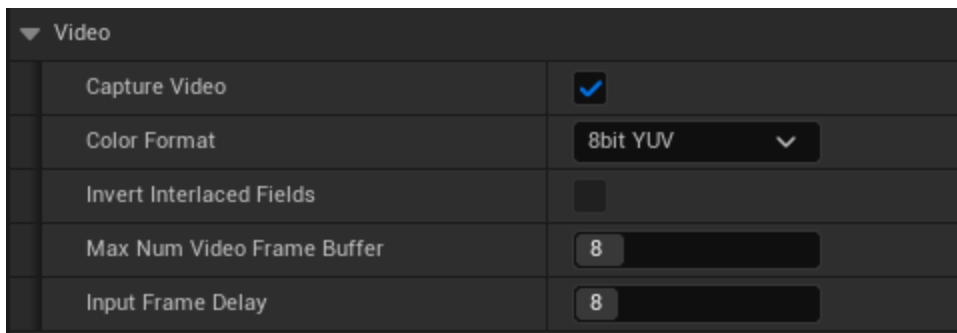 Video
Capture Video
Color Format 8bit YUV
Invert Interlaced Fields
Max Num Video Frame Buffer 8
Input Frame Delay 8